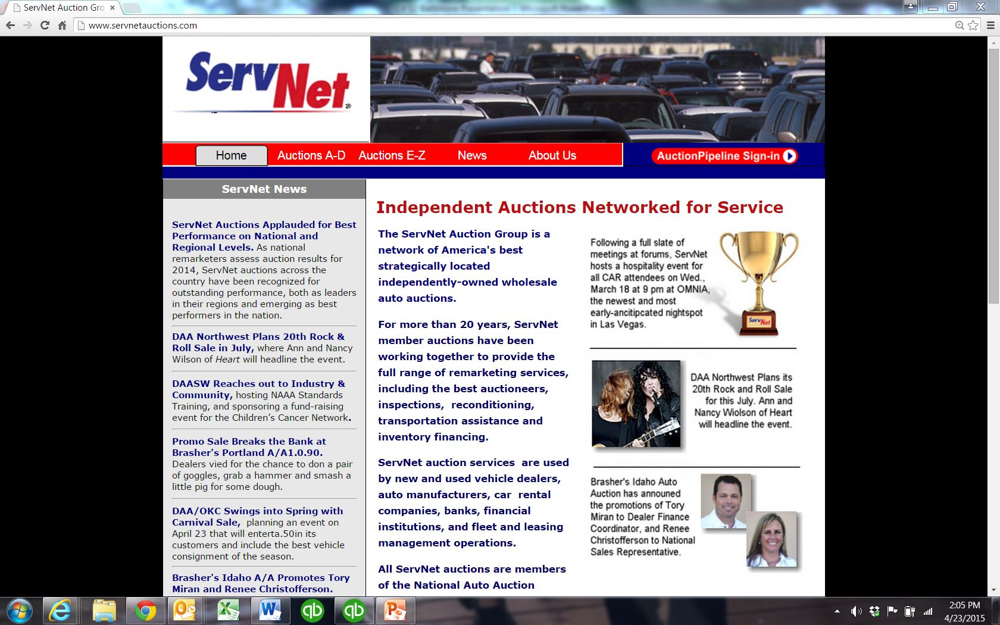 ServNet Auction Gro
www.servnetauctions.com
ServNet
Home
Auctions A-D
Auctions E-Z
News
About Us
AuctionPipeline Sign-in
ServNet News
ServNet Auctions Applauded for Best
Performance on National and
Regional Levels. As national
remarketers assess auction results for
2014, ServNet auctions across the
country have been recognized for
outstanding performance, both as leaders
in their regions and emerging as best
performers in the nation.
DAA Northwest Plans 20th Rock &
Roll Sale in July, where Ann and Nancy
Wilson of Heart will headline the event.
DAASW Reaches out to Industry &
Community, hosting NAAA Standards
Training, and sponsoring a fund-raising
event for the Children’s Cancer Network.
Promo Sale Breaks the Bank at
Brasher's Portland A/A1.0.90.
Dealers vied for the chance to don a pair
of goggles, grab a hammer and smash a
little pig for some dough.
DAA/OKC Swings into Spring with
Carnival Sale, planning an event on
April 23 that will enterta.50in its
customers and include the best vehicle
consignment of the season.
Brasher's Idaho A/A Promotes Tory
Miran and Renee Christofferson.
Independent Auctions Networked for Service
The ServNet Auction Group is a
network of America's best
strategically located
independently-owned wholesale
auto auctions.
For more than 20 years, ServNet
member auctions have been
working together to provide the
full range of remarketing services,
including the best auctioneers,
inspections, reconditioning,
transportation assistance and
inventory financing.
ServNet auction services are used
by new and used vehicle dealers,
auto manufacturers, car rental
companies, banks, financial
institutions, and fleet and leasing
management operations.
All ServNet auctions are members
of the National Auto Auction
Following a full slate of
meetings at forums, ServNet
hosts a hospitality event for
all CAR attendees on Wed.,
March 18 at 9 pm at OMNIA,
the newest and most
early-ancitipcated nightspot
in Las Vegas.
ServNet
DAA Northwest Plans its
20th Rock and Roll Sale
for this July. Ann and
Nancy Wiolson of Heart
will headline the event.
Brasher's Idaho Auto
Auction has announed
the promotions of Tory
Miran to Dealer Finance
Coordinator, and Renee
Christofferson to National
Sales Representative.
2:05 PM
4/23/2015